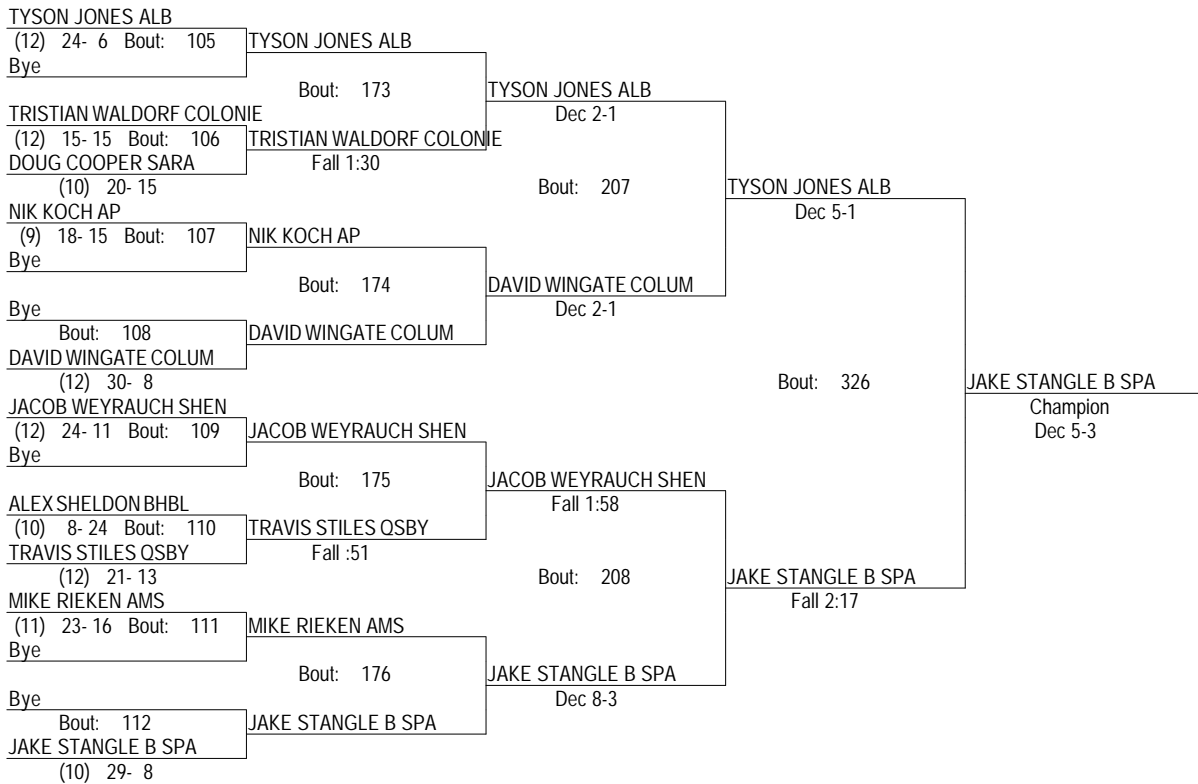 TYSON JONES ALB
(12) 24- 6 Bout: 105
Bye
TYSON JONES ALB
Bout: 173
TRISTIAN WALDORF COLONIE
(12) 15- 15 Bout: 106
DOUG COOPER SARA
(10) 20- 15
TRISTIAN WALDORF COLONIE
Fall 1:30
TYSON JONES ALB
Dec 2-1
Bout: 207
NIK KOCH AP
(9) 18- 15 Bout: 107
Bye
NIK KOCH AP
Bout: 174
Bye
Bout: 108
DAVID WINGATE COLUM
(12) 30- 8
DAVID WINGATE COLUM
DAVID WINGATE COLUM
Dec 2-1
TYSON JONES ALB
Dec 5-1
Bout: 326
JACOB WEYRAUCH SHEN
(12) 24- 11 Bout: 109
Bye
JACOB WEYRAUCH SHEN
Bout: 175
ALEX SHELDON BHBL
(10) 8- 24 Bout: 110
TRAVIS STILES QSBY
(12) 21- 13
TRAVIS STILES QSBY
Fall :51
JACOB WEYRAUCH SHEN
Fall 1:58
Bout: 208
MIKE RIEKEN AMS
(11) 23- 16 Bout: 111
Bye
MIKE RIEKEN AMS
Bout: 176
Bye
Bout: 112
JAKE STANGLE B SPA
(10) 29- 8
JAKE STANGLE B SPA
JAKE STANGLE B SPA
Dec 8-3
JAKE STANGLE B SPA
Fall 2:17
JAKE STANGLE B SPA
Champion
Dec 5-3